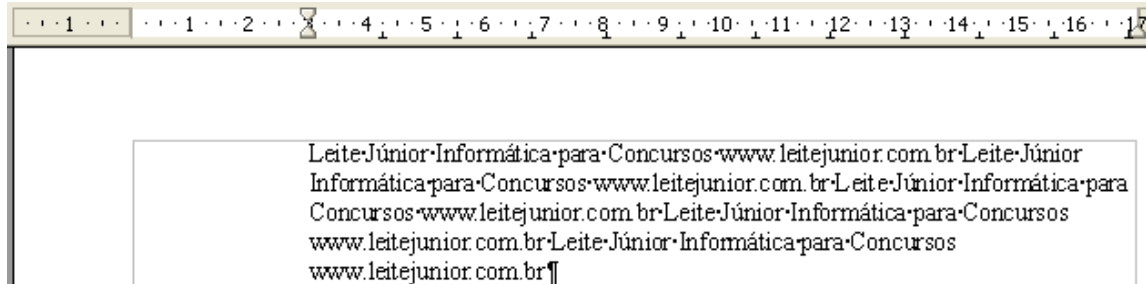 1 1 2 3 4 5 6 7 8 9 10 11 12 13 14 15 16 17
Leite·Júnior·Informática·para·Concursos·www.leitejunior.com.br·Leite·Júnior
Informática·para·Concursos·www.leitejunior.com.br·Leite·Júnior·Informática·para
Concursos·www.leitejunior.com.br·Leite·Júnior·Informática·para·Concursos
www.leitejunior.com.br·Leite·Júnior·Informática·para·Concursos
www.leitejunior.com.br¶